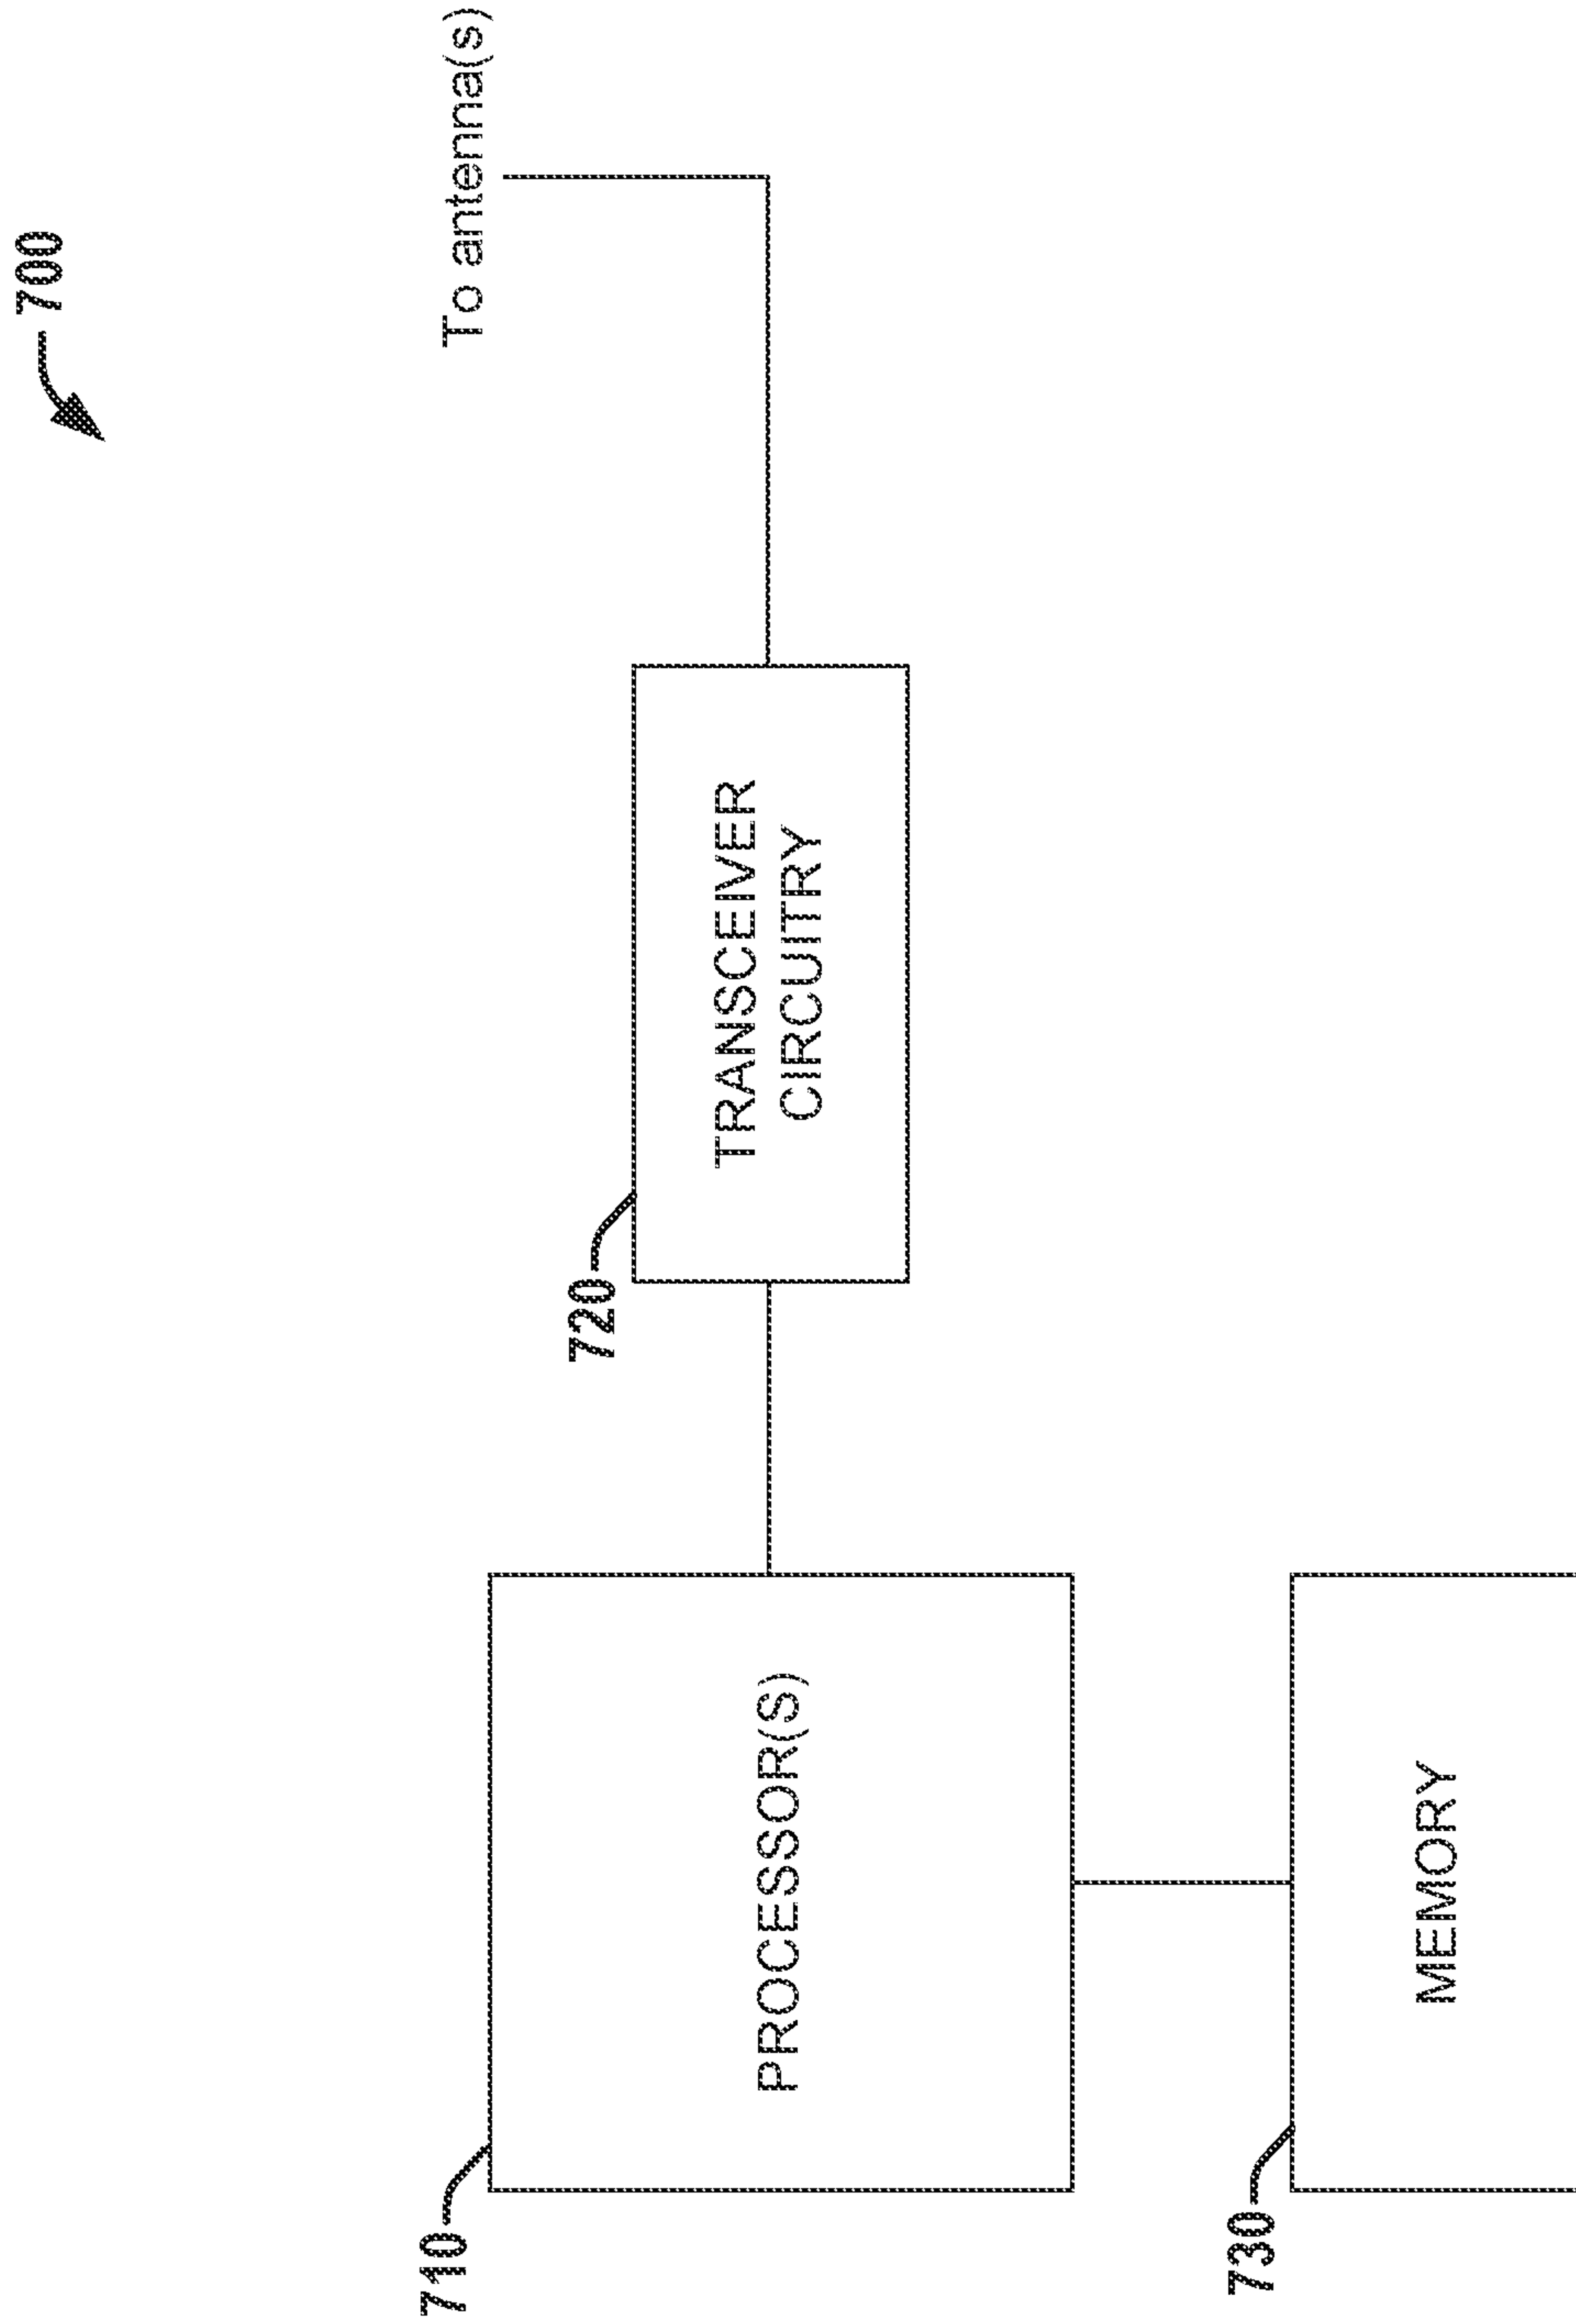 700
To antenna(s)
720
TRANSCEIVER
CIRCUITRY
710
PROCESSOR(S)
730
MEMORY